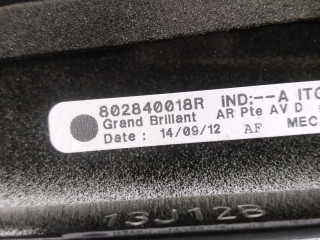 802840018R IND:--A ITC
Grand Brillant AR Pte AV D
Date : 14/09/12 AF MEC
13J12B